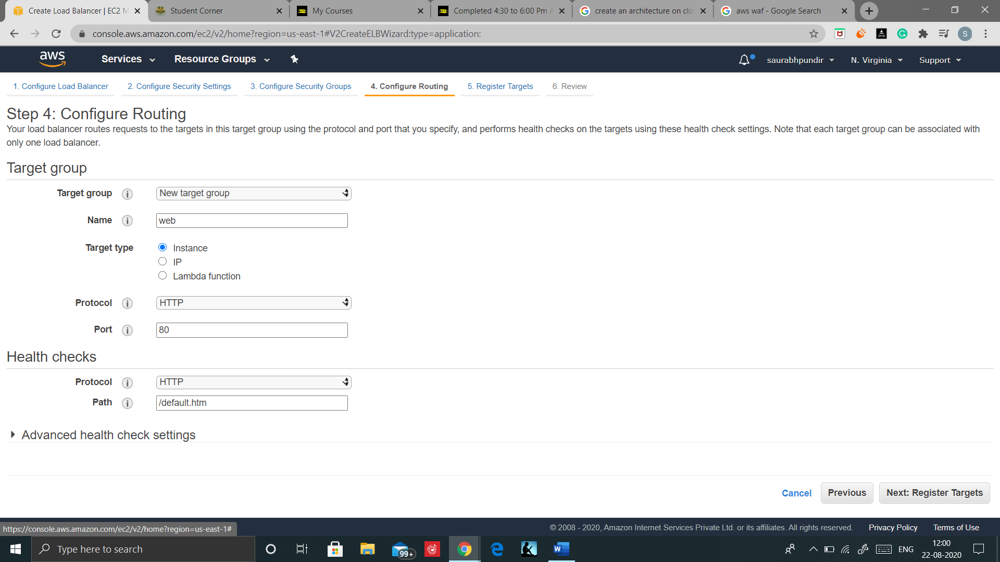 Create Load Balancer | EC2 M
Student Corner
My Courses
Completed 4:30 to 6:00 Pm A
create an architecture on clo
aws waf - Google Search
console.aws.amazon.com/ec2/v2/home?region=us-east-1#V2CreateELBWizard:type=application:
aws
Services
Resource Groups
saurabhpundir
N. Virginia
Support
1. Configure Load Balancer
2. Configure Security Settings
3. Configure Security Groups
4. Configure Routing
5. Register Targets
6. Review
Step 4: Configure Routing
Your load balancer routes requests to the targets in this target group using the protocol and port that you specify, and performs health checks on the targets using these health check settings. Note that each target group can be associated with
only one load balancer.
Target group
Target group
New target group
Name
web
Target type
Instance
IP
Lambda function
Protocol
HTTP
Port
80
Health checks
Protocol
HTTP
Path
/default.htm
Advanced health check settings
Cancel
Previous
Next: Register Targets
https://console.aws.amazon.com/ec2/v2/home?region=us-east-1#
© 2008 - 2020, Amazon Internet Services Private Ltd. or its affiliates. All rights reserved.
Privacy Policy
Terms of Use
Type here to search
99+
ENG
12:00
22-08-2020